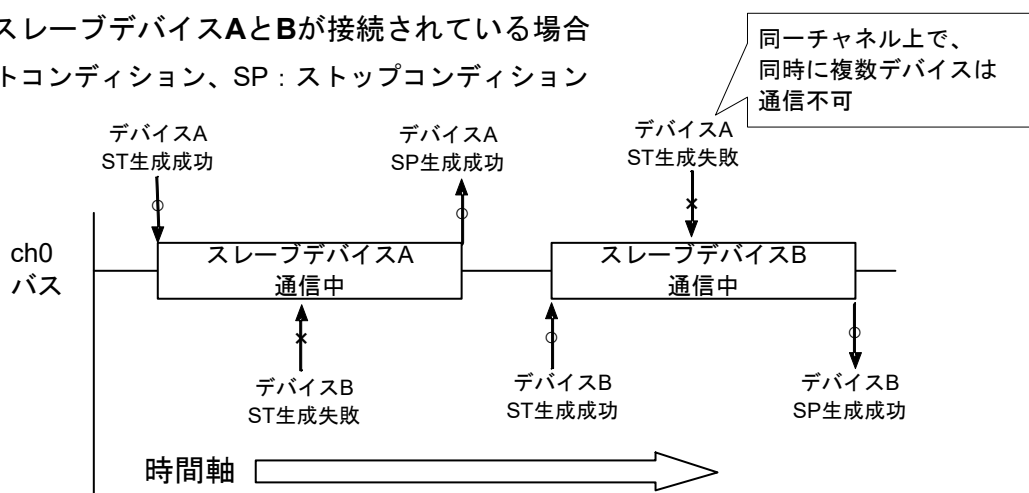 スレーブデバイスAとBが接続されている場合
トコンディション、SP：ストップコンディション
同一チャネル上で、
同時に複数デバイスは
通信不可
デバイスA
ST生成成功
デバイスA
SP生成成功
デバイスA
ST生成失敗
ch0
バス
スレーブデバイスA
通信中
スレーブデバイスB
通信中
デバイスB
ST生成失敗
デバイスB
ST生成成功
デバイスB
SP生成成功
時間軸